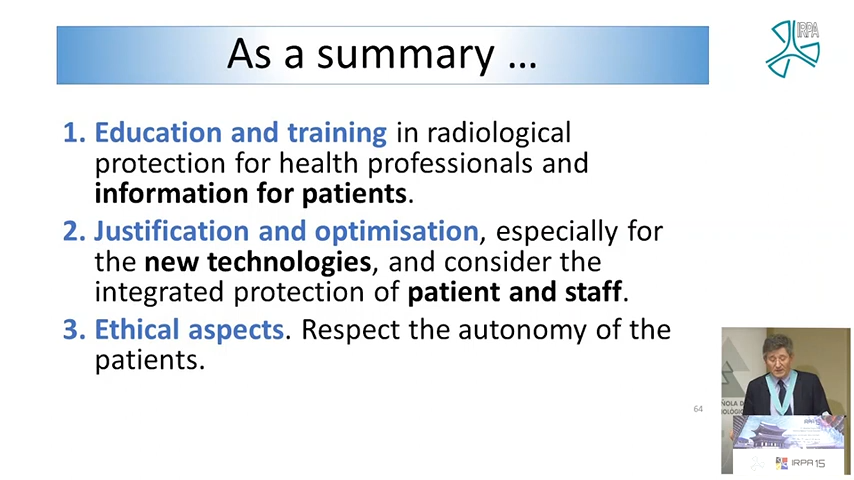 As a summary ...
IRPA
1. Education and training in radiological
protection for health professionals and
information for patients.
2. Justification and optimisation, especially for
the new technologies, and consider the
integrated protection of patient and staff.
3. Ethical aspects. Respect the autonomy of the
patients.
64
IRPA15